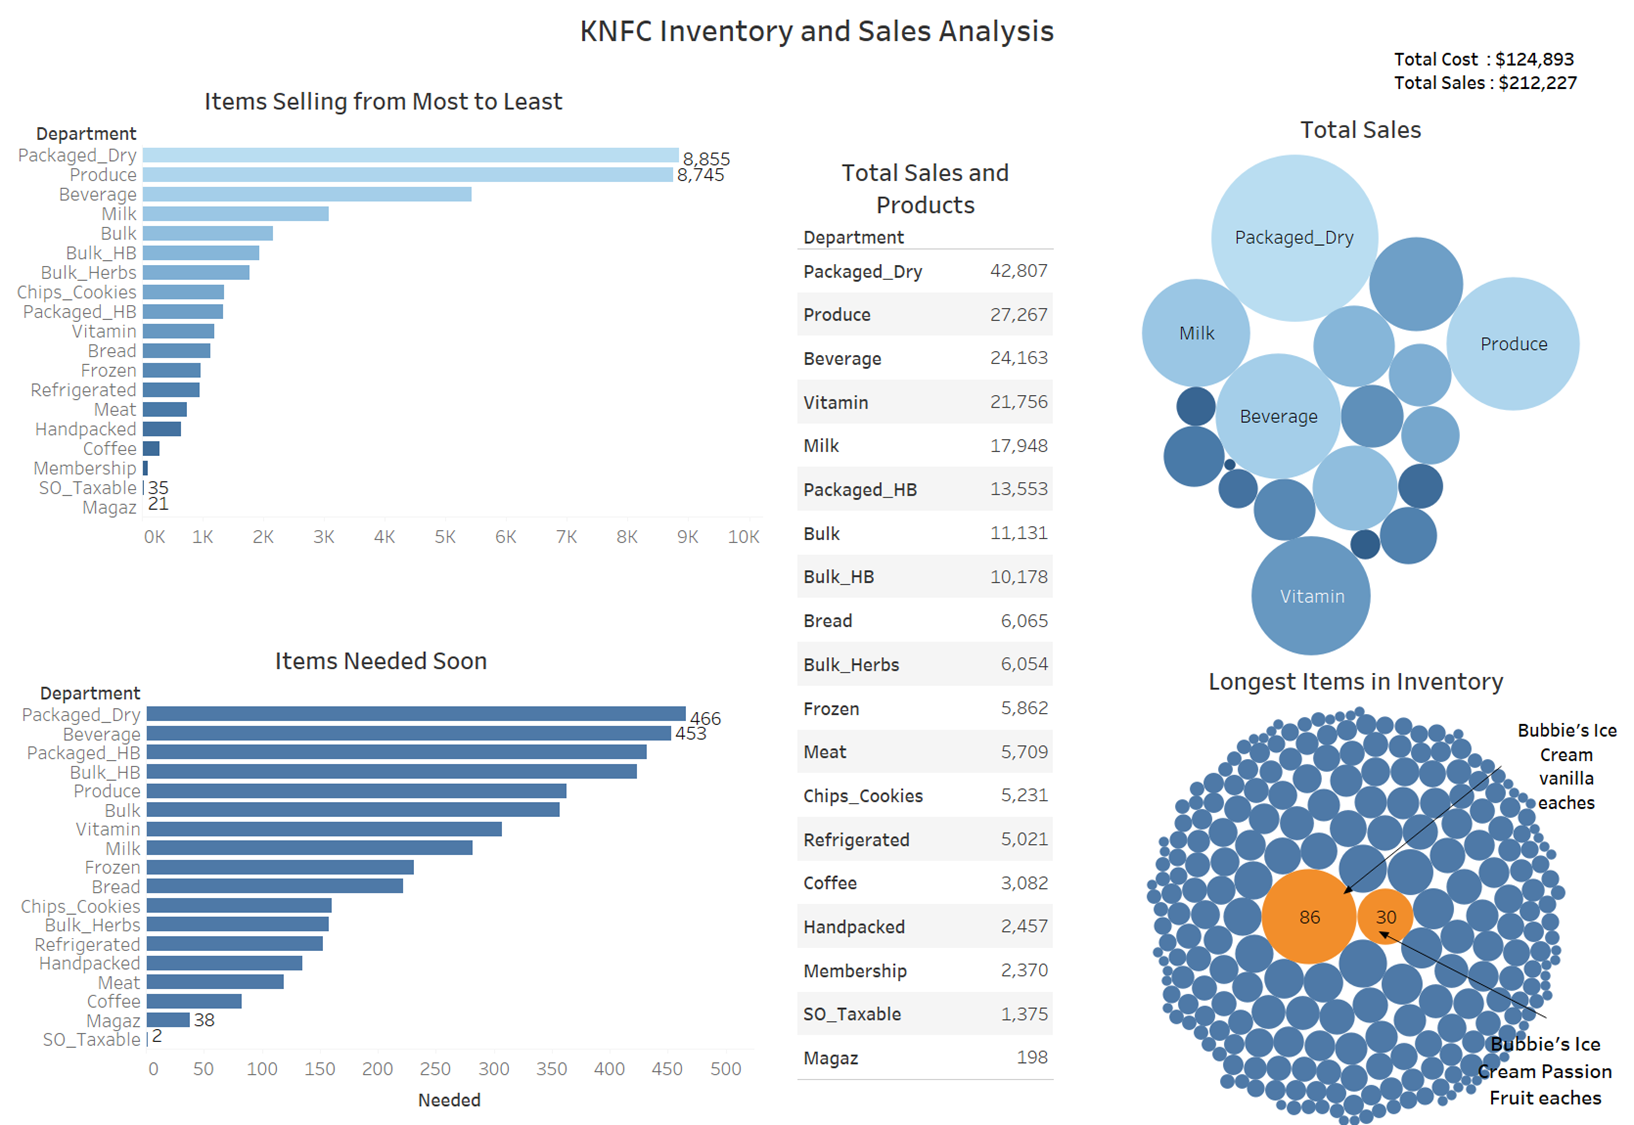 KNFC Inventory and Sales Analysis
Total Cost : $124,893
Total Sales : $212,227
Items Selling from Most to Least
Department
Packaged_Dry 8,855
Produce 8,745
Beverage
Milk
Bulk
Bulk_HB
Bulk_Herbs
Chips_Cookies
Packaged_HB
Vitamin
Bread
Frozen
Refrigerated
Meat
Handpacked
Coffee
Membership
SO_Taxable 35
Magaz 21
0K 1K 2K 3K 4K 5K 6K 7K 8K 9K 10K
Items Needed Soon
Department
Packaged_Dry 466
Beverage 453
Packaged_HB
Bulk_HB
Produce
Bulk
Vitamin
Milk
Frozen
Bread
Chips_Cookies
Bulk_Herbs
Refrigerated
Handpacked
Meat
Coffee
Magaz 38
SO_Taxable 2
0 50 100 150 200 250 300 350 400 450 500
Needed
Total Sales and
Products
Department
Packaged_Dry 42,807
Produce 27,267
Beverage 24,163
Vitamin 21,756
Milk 17,948
Packaged_HB 13,553
Bulk 11,131
Bulk_HB 10,178
Bread 6,065
Bulk_Herbs 6,054
Frozen 5,862
Meat 5,709
Chips_Cookies 5,231
Refrigerated 5,021
Coffee 3,082
Handpacked 2,457
Membership 2,370
SO_Taxable 1,375
Magaz 198
Total Sales
Packaged_Dry
Milk
Produce
Beverage
Vitamin
Longest Items in Inventory
Bubbie's Ice
Cream
vanilla
eaches
86 30
Bubbie's Ice
Cream Passion
Fruit eaches